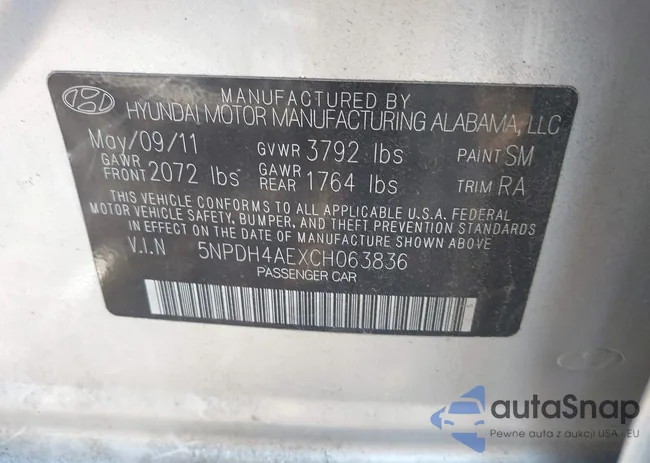 MANUFACTURED BY
HYUNDAI MOTOR MANUFACTURING ALABAMA, LLC
May/09/11 GVWR 3792 lbs PAINT SM
GAWR FRONT 2072 lbs GAWR REAR 1764 lbs TRIM RA
THIS VEHICLE CONFORMS TO ALL APPLICABLE U.S.A. FEDERAL
MOTOR VEHICLE SAFETY, BUMPER, AND THEFT PREVENTION STANDARDS
IN EFFECT ON THE DATE OF MANUFACTURE SHOWN ABOVE
V.I.N 5NPDH4AEXCH063836
PASSENGER CAR
autaSnap
Pewne auta z aukcji USA i EU